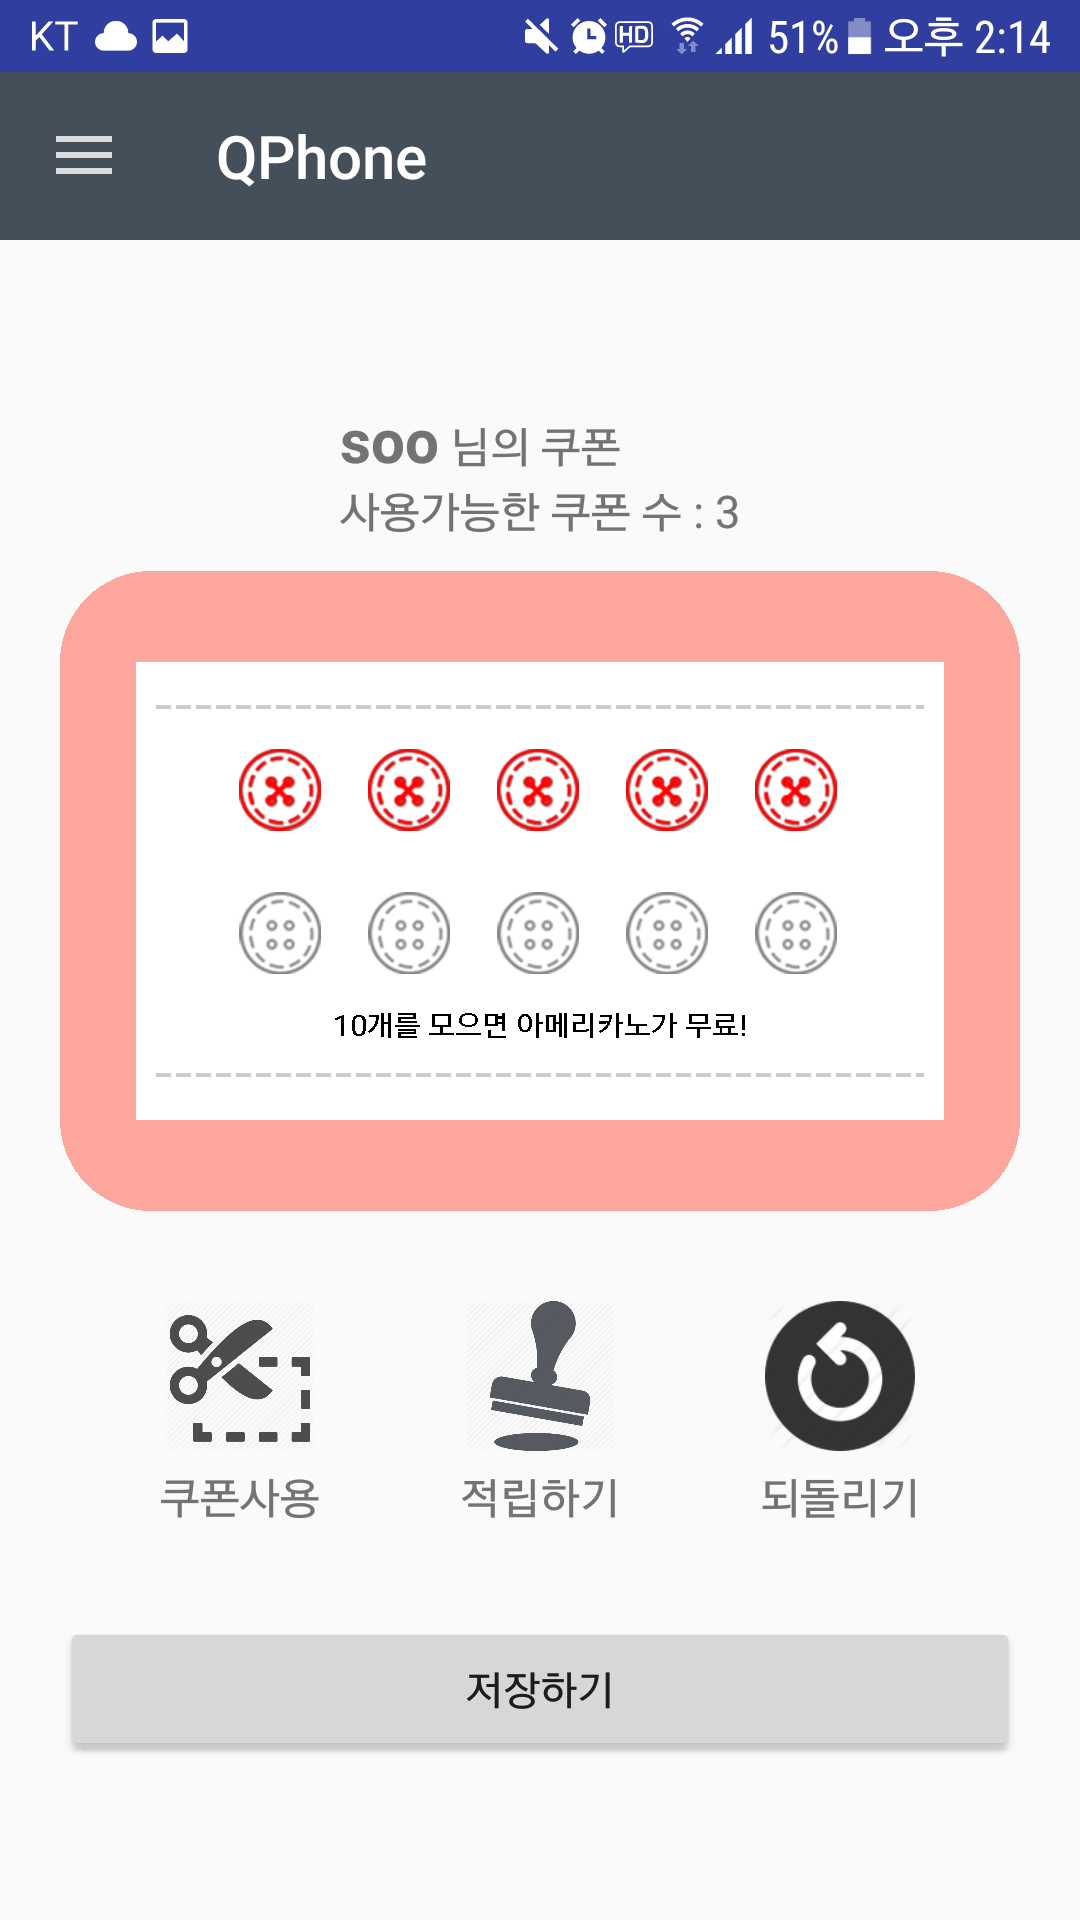 KT HD 51% 오후 2:14
QPhone
soo 님의 쿠폰
사용가능한 쿠폰 수 : 3
10개를 모으면 아메리카노가 무료!
쿠폰사용 적립하기 되돌리기
저장하기